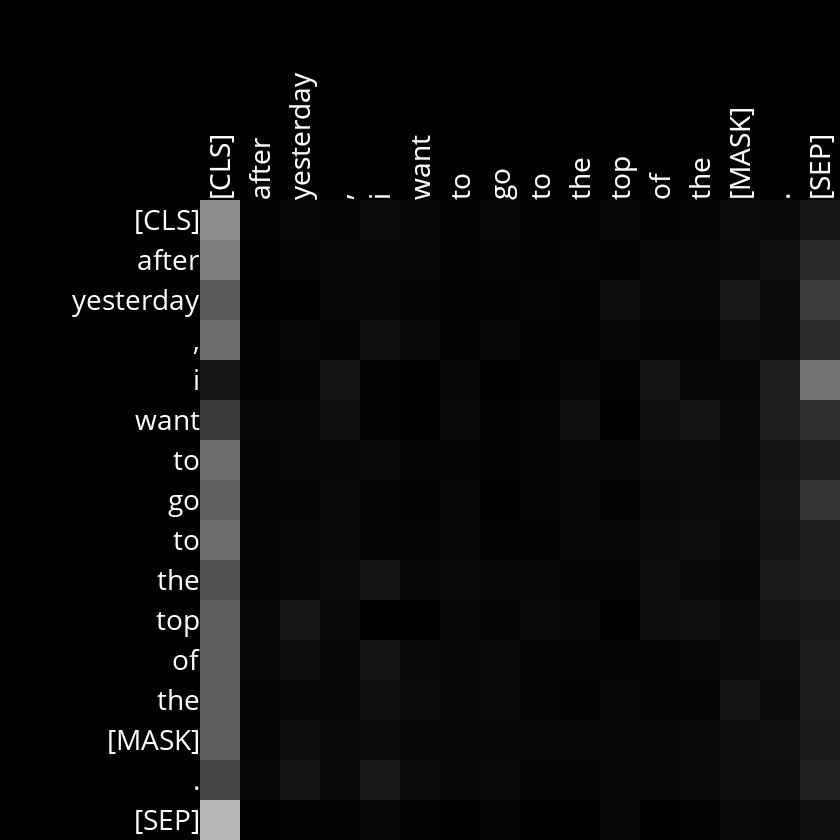 [CLS] after yesterday , i want to go to the top of the [MASK] . [SEP]
[CLS]
after
yesterday
,
i
want
to
go
to
the
top
of
the
[MASK]
.
[SEP]